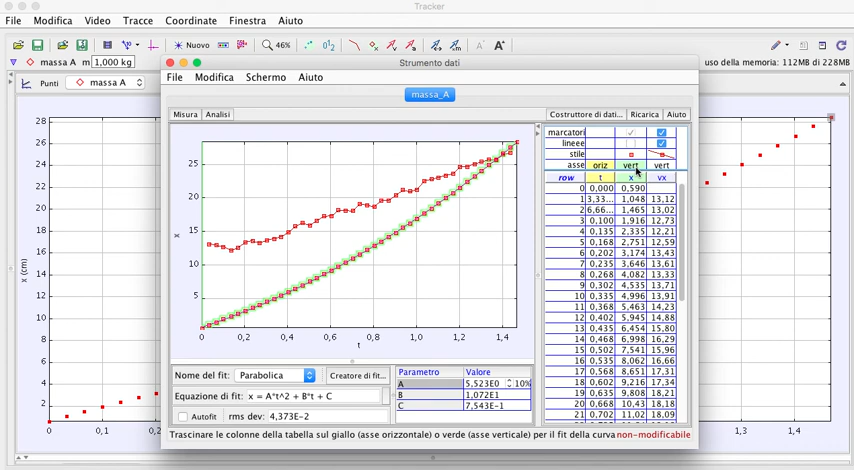 Tracker
File Modifica Video Tracce Coordinate Finestra Aiuto
Nuovo 46%
massa A m 1,000 kg uso della memoria: 112MB di 228MB
Punti massa A
Strumento dati
File Modifica Schermo Aiuto
massa_A
Misura Analisi Costruttore di dati... Ricarica Aiuto
28
26
24
22
20
18
16
14
12
10
8
6
4
2
x (cm)
0 0,1 0,2 1,3 1,4
25
20
15
10
5
x
0 0,2 0,4 0,6 0,8 1,0 1,2 1,4
t
marcatori
lineee
stile
asse oriz vert vert
row t x vx
0 0,000 0,590
1 3,33... 1,048 13,12
2 6,66... 1,465 13,02
3 0,100 1,916 12,73
4 0,135 2,335 12,21
5 0,168 2,751 12,59
6 0,202 3,174 13,43
7 0,235 3,646 13,61
8 0,268 4,082 13,33
9 0,302 4,535 13,71
10 0,335 4,996 13,91
11 0,368 5,463 14,23
12 0,402 5,945 14,88
13 0,435 6,454 15,80
14 0,468 6,998 16,29
15 0,502 7,541 15,96
16 0,535 8,062 16,66
17 0,568 8,651 17,31
18 0,602 9,216 17,34
19 0,635 9,808 18,21
20 0,668 10,43 18,18
21 0,702 11,02 18,09
Nome del fit: Parabolica Creatore di fit...
Equazione di fit: x = A*t^2 + B*t + C
Autofit rms dev: 4,373E-2
Parametro Valore
A 5,523E0 10%
B 1,072E1
C 7,543E-1
Trascinare le colonne della tabella sul giallo (asse orizzontale) o verde (asse verticale) per il fit della curva non-modificabile